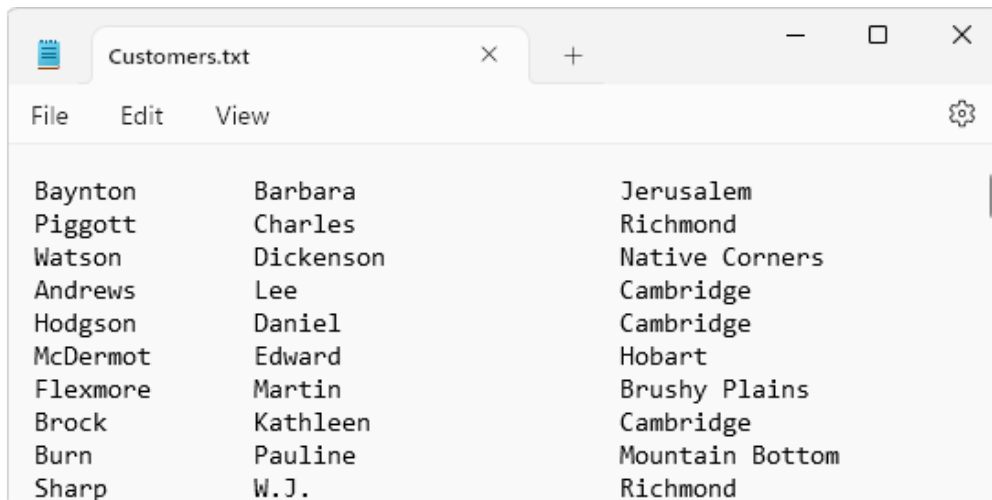 Customers.txt
File Edit View
Baynton Barbara Jerusalem
Piggott Charles Richmond
Watson Dickenson Native Corners
Andrews Lee Cambridge
Hodgson Daniel Cambridge
McDermot Edward Hobart
Flexmore Martin Brushy Plains
Brock Kathleen Cambridge
Burn Pauline Mountain Bottom
Sharp W.J. Richmond